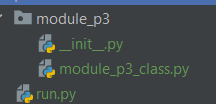 module_p3
__init__.py
module_p3_class.py
run.py